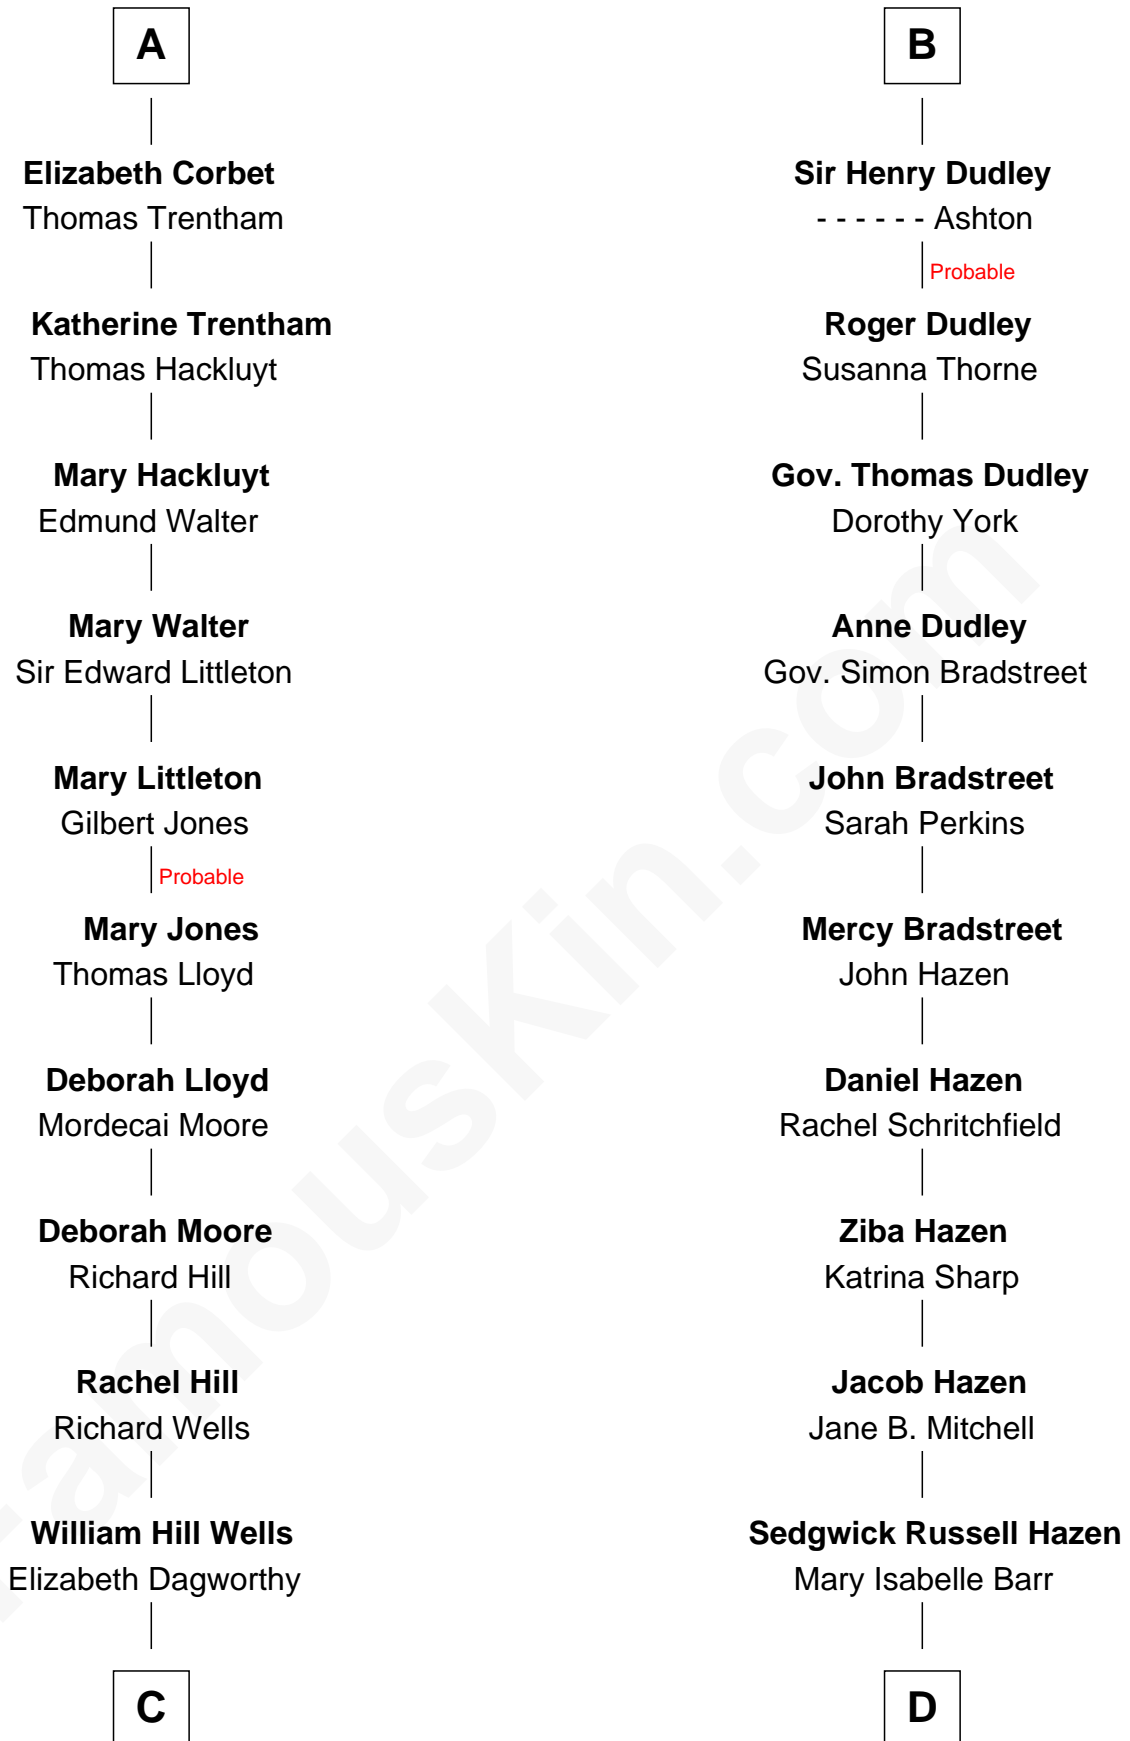 A
Elizabeth Corbet
Thomas Trentham
Katherine Trentham
Thomas Hackluyt
Mary Hackluyt
Edmund Walter
Mary Walter
Sir Edward Littleton
Mary Littleton
Gilbert Jones
Probable
Mary Jones
Thomas Lloyd
Deborah Lloyd
Mordecai Moore
Deborah Moore
Richard Hill
Rachel Hill
Richard Wells
William Hill Wells
Elizabeth Dagworthy
C
B
Sir Henry Dudley
- - - - - - Ashton
Probable
Roger Dudley
Susanna Thorne
Gov. Thomas Dudley
Dorothy York
Anne Dudley
Gov. Simon Bradstreet
John Bradstreet
Sarah Perkins
Mercy Bradstreet
John Hazen
Daniel Hazen
Rachel Schritchfield
Ziba Hazen
Katrina Sharp
Jacob Hazen
Jane B. Mitchell
Sedgwick Russell Hazen
Mary Isabelle Barr
D
FamousKin.com